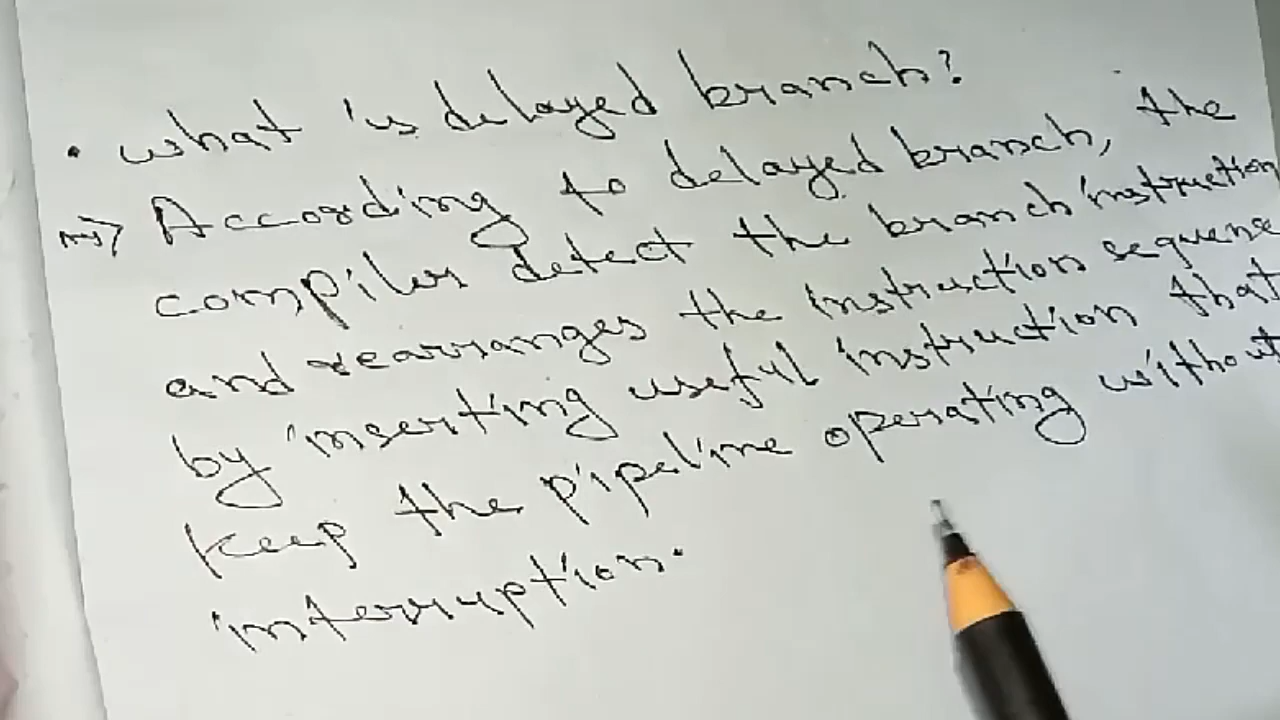 • What is delayed branch?
⇒ According to delayed branch, the
compiler detect the branch instruction
and rearranges the instruction sequense
by inserting useful instruction that
keep the pipeline operating without
interruption.